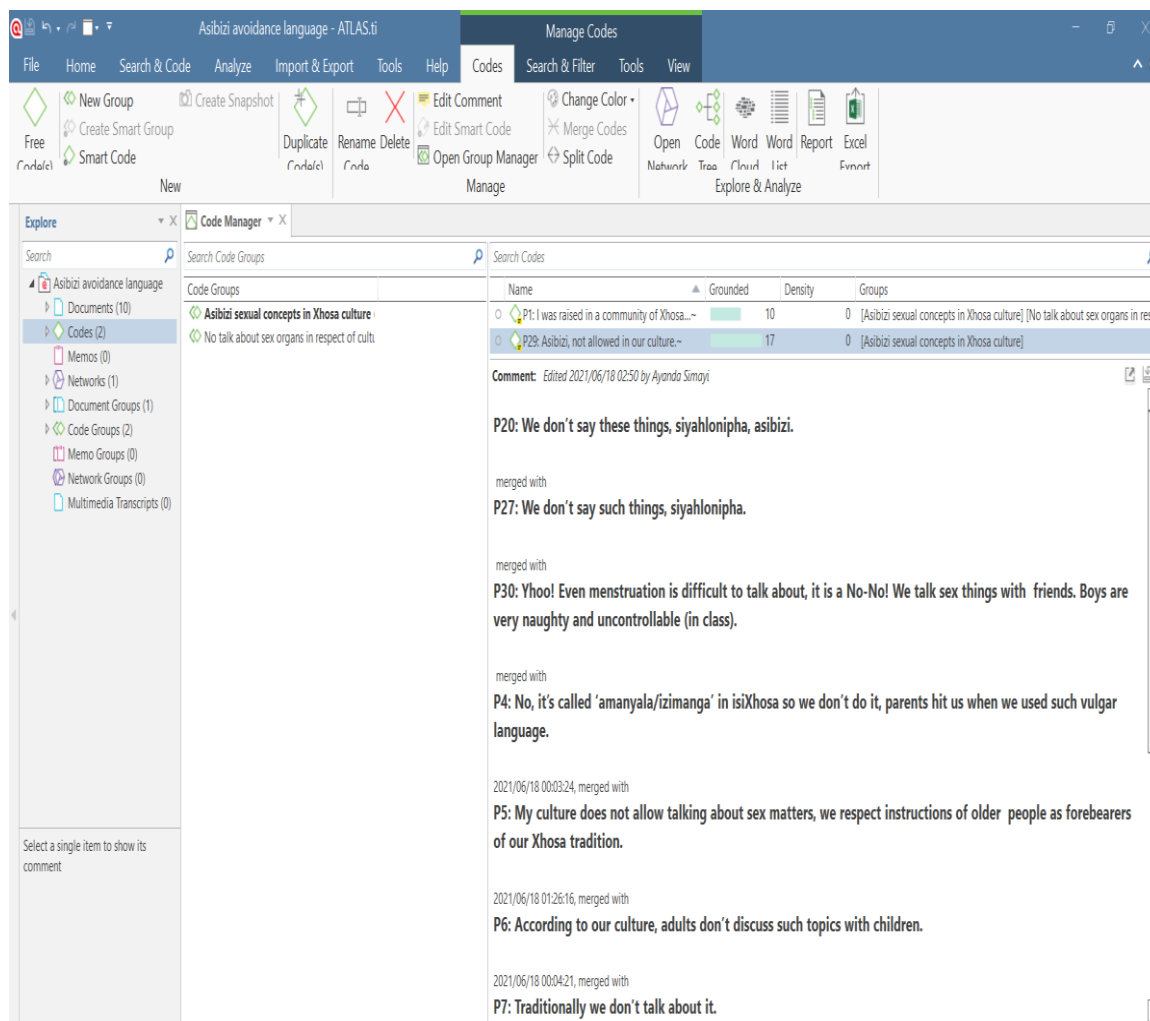 Asibizi avoidance language - ATLAS.ti
Manage Codes
File Home Search & Code Analyze Import & Export Tools Help Codes Search & Filter Tools View
Free Code(s)
New Group
Create Smart Group
Smart Code
Create Snapshot
Duplicate Code(s)
New
Rename Code
Delete
Edit Comment
Edit Smart Code
Open Group Manager
Change Color
Merge Codes
Split Code
Manage
Open Network
Code Tree
Word Cloud
Word List
Report
Excel Export
Explore & Analyze
Explore
Search
Asibizi avoidance language
Documents (10)
Codes (2)
Memos (0)
Networks (1)
Document Groups (1)
Code Groups (2)
Memo Groups (0)
Network Groups (0)
Multimedia Transcripts (0)
Select a single item to show its
comment
Code Manager
Search Code Groups
Code Groups
Asibizi sexual concepts in Xhosa culture
No talk about sex organs in respect of cultu
Search Codes
Name Grounded Density Groups
P1: I was raised in a community of Xhosa...~ 10 0 [Asibizi sexual concepts in Xhosa culture] [No talk about sex organs in res
P29: Asibizi, not allowed in our culture.~ 17 0 [Asibizi sexual concepts in Xhosa culture]
Comment: Edited 2021/06/18 02:50 by Ayanda Simayi
P20: We don't say these things, siyahlonipha, asibizi.
merged with
P27: We don't say such things, siyahlonipha.
merged with
P30: Yhoo! Even menstruation is difficult to talk about, it is a No-No! We talk sex things with friends. Boys are
very naughty and uncontrollable (in class).
merged with
P4: No, it's called 'amanyala/izimanga' in isiXhosa so we don't do it, parents hit us when we used such vulgar
language.
2021/06/18 00:03:24, merged with
P5: My culture does not allow talking about sex matters, we respect instructions of older people as forebearers
of our Xhosa tradition.
2021/06/18 01:26:16, merged with
P6: According to our culture, adults don't discuss such topics with children.
2021/06/18 00:04:21, merged with
P7: Traditionally we don't talk about it.